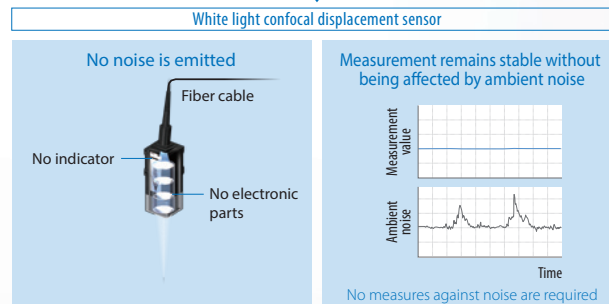 White light confocal displacement sensor
No noise is emitted
Fiber cable
No indicator
No electronic
parts
Measurement remains stable without
being affected by ambient noise
Measurement
value
Ambient
noise
Time
No measures against noise are required